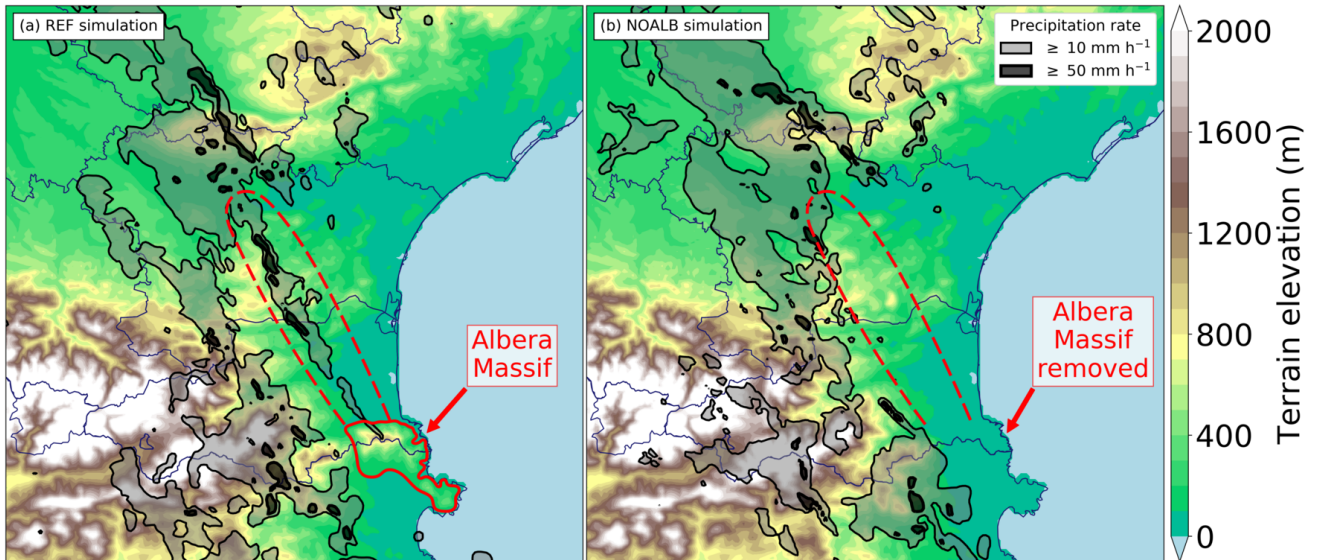 (a) REF simulation
Albera
Massif
(b) NOALB simulation
Precipitation rate
≥ 10 mm h⁻¹
≥ 50 mm h⁻¹
Albera
Massif
removed
2000
1600
1200
800
400
0
Terrain elevation (m)